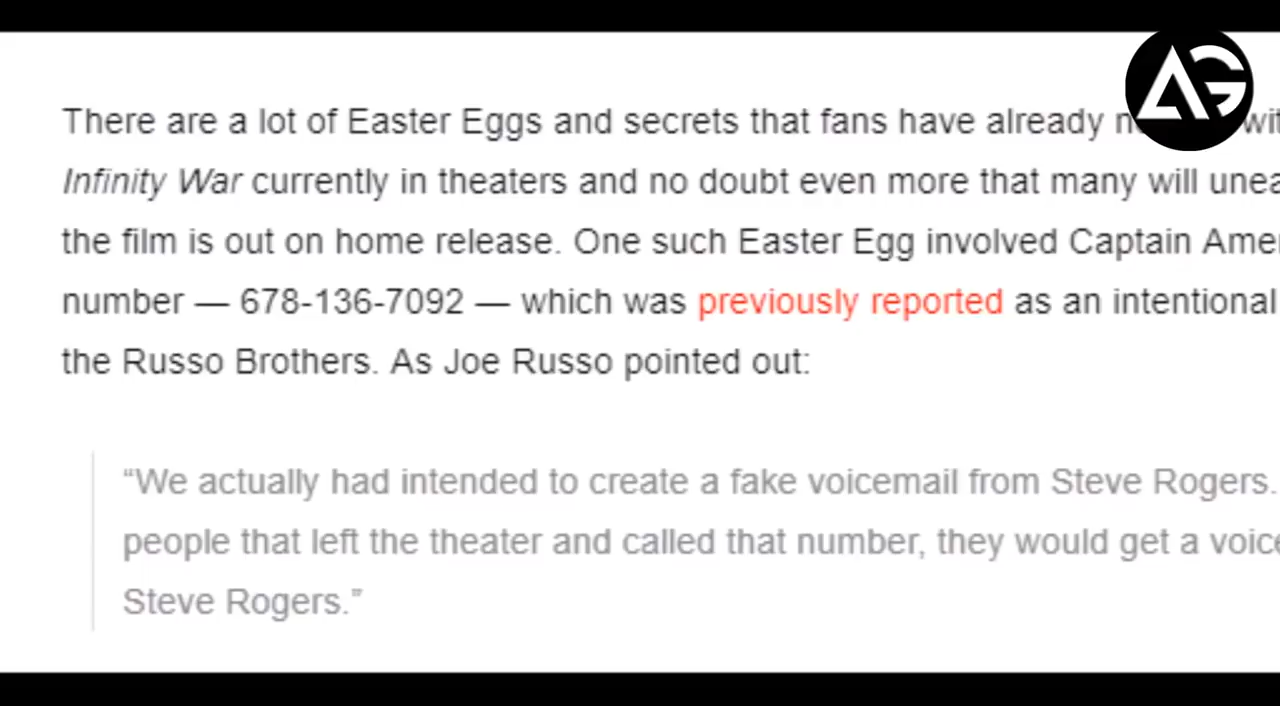 AG
There are a lot of Easter Eggs and secrets that fans have already
Infinity War currently in theaters and no doubt even more that many will
the film is out on home release. One such Easter Egg involved Captain
number — 678-136-7092 — which was previously reported as an intentional
the Russo Brothers. As Joe Russo pointed out:
“We actually had intended to create a fake voicemail from Steve Rogers.
people that left the theater and called that number, they would get a
Steve Rogers.”